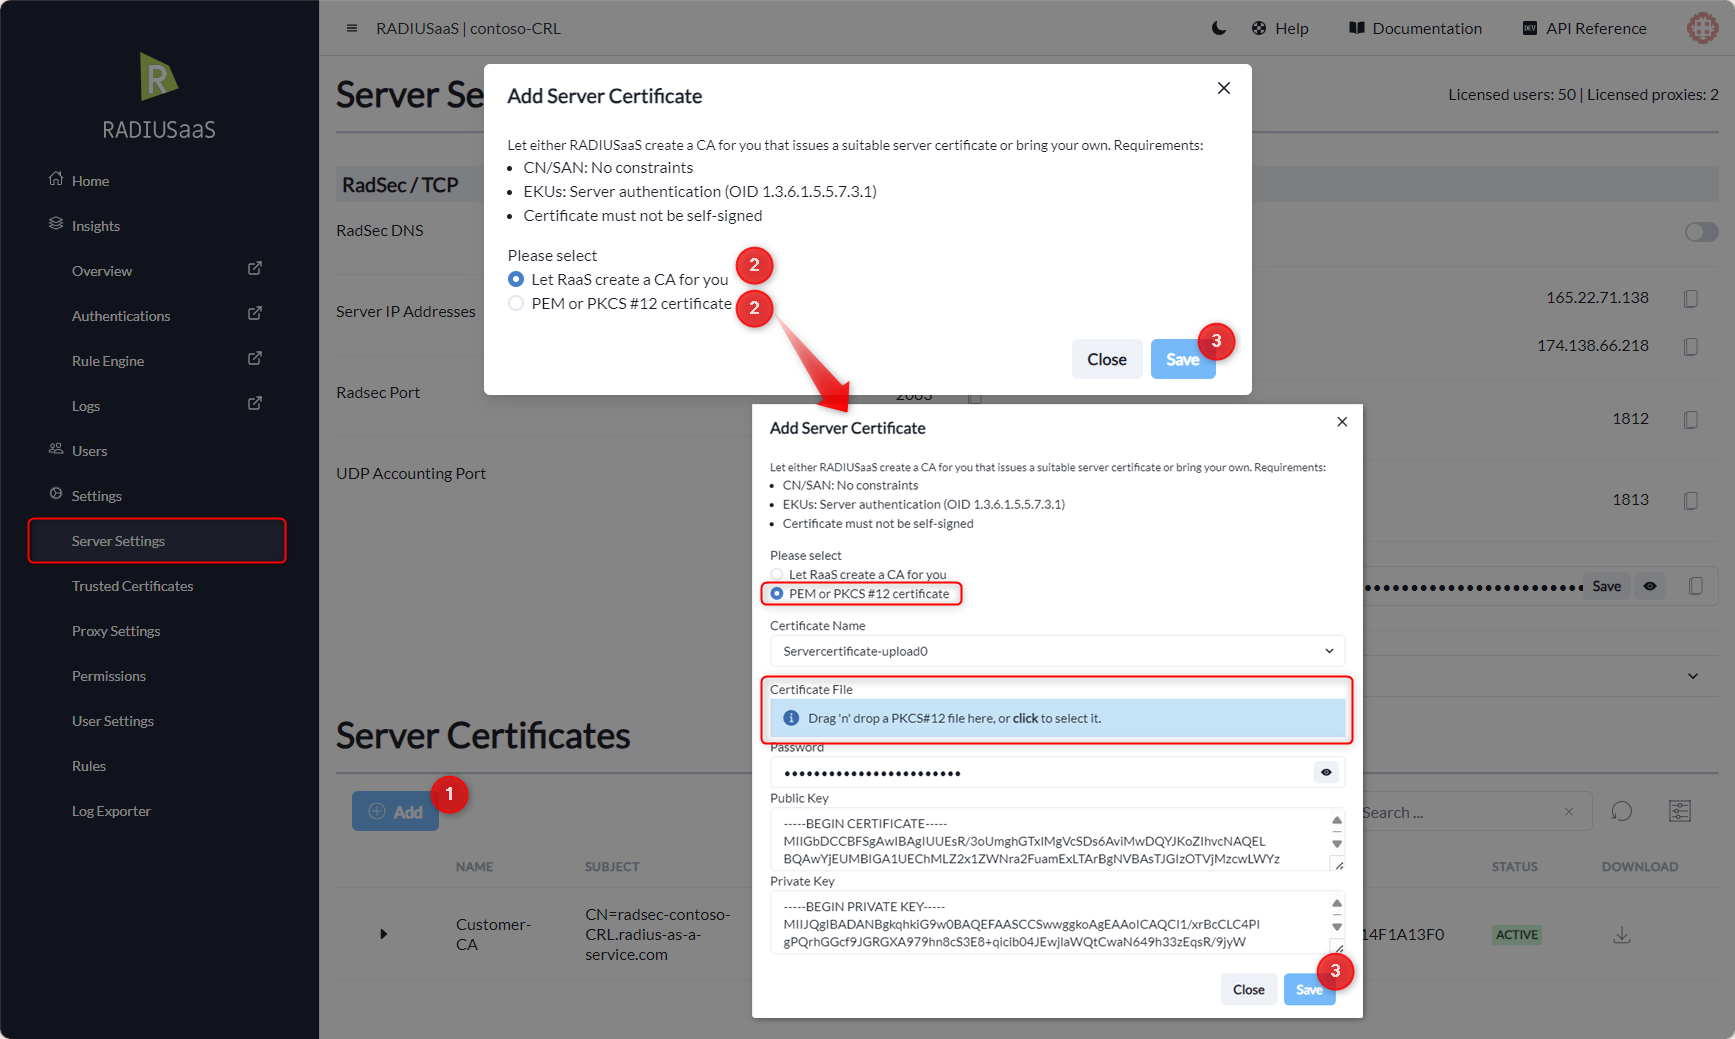 RADIUSaaS
Home
Insights
Overview
Authentications
Rule Engine
Logs
Users
Settings
Server Settings
Trusted Certificates
Proxy Settings
Permissions
User Settings
Rules
Log Exporter
RADIUSaaS | contoso-CRL
Help
Documentation
API Reference
Server Se
Licensed users: 50 | Licensed proxies: 2
RadSec / TCP
RadSec DNS
Server IP Addresses
165.22.71.138
174.138.66.218
Radsec Port
2083
1812
UDP Accounting Port
1813
••••••••••••••••••••••••
Save
Add Server Certificate
Let either RADIUSaaS create a CA for you that issues a suitable server certificate or bring your own. Requirements:
• CN/SAN: No constraints
• EKUs: Server authentication (OID 1.3.6.1.5.5.7.3.1)
• Certificate must not be self-signed
Please select
Let RaaS create a CA for you
2
PEM or PKCS #12 certificate
2
Close
Save
3
Add Server Certificate
Let either RADIUSaaS create a CA for you that issues a suitable server certificate or bring your own. Requirements:
• CN/SAN: No constraints
• EKUs: Server authentication (OID 1.3.6.1.5.5.7.3.1)
• Certificate must not be self-signed
Please select
Let RaaS create a CA for you
PEM or PKCS #12 certificate
Certificate Name
Servercertificate-upload0
Certificate File
Drag 'n' drop a PKCS#12 file here, or click to select it.
Password
••••••••••••••••••••••••
Public Key
-----BEGIN CERTIFICATE-----
MIIGbDCCBFSgAwIBAgIUUEsR/3oUmghGTxlMgVcSDs6AviMwDQYJKoZIhvcNAQEL
BQAwYjEUMBIGA1UEChMLZ2x1ZWNra2FuamExLTArBgNVBAsTJGIzOTVjMzcwLWYz
Private Key
-----BEGIN PRIVATE KEY-----
MIIJQgIBADANBgkqhkiG9w0BAQEFAASCCSwwggkoAgEAAoICAQCI1/xrBcCLC4PI
gPQrhGGcf9JGRGXA979hn8cS3E8+qicib04JEwjlaWQtCwaN649h33zEqsR/9jyW
Close
Save
3
Server Certificates
Add
1
Search ...
NAME
SUBJECT
STATUS
DOWNLOAD
Customer-
CA
CN=radsec-contoso-
CRL.radius-as-a-
service.com
14F1A13F0
ACTIVE